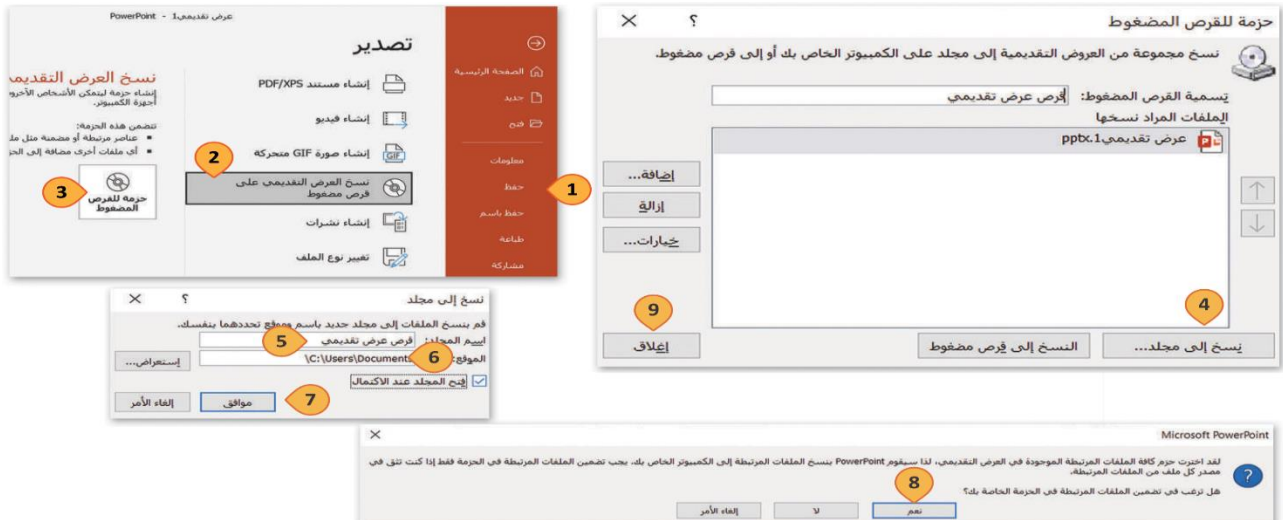 عرض تقديمي1 - PowerPoint
تصدير
الصفحة الرئيسية
جديد
فتح
معلومات
حفظ
حفظ باسم
طباعة
مشاركة
1
إنشاء مستند PDF/XPS
إنشاء فيديو
إنشاء صورة GIF متحركة
2
نسخ العرض التقديمي على
قرص مضغوط
إنشاء نشرات
تغيير نوع الملف
نسخ العرض التقديم
إنشاء حزمة ليتمكن الأشخاص الآخرو
أجهزة الكمبيوتر.
تتضمن هذه الحزمة:
عناصر مرتبطة أو مضمنة مثل مل
أي ملفات أخرى مضافة إلى الحز
حزمة للقرص
المضغوط
3
حزمة للقرص المضغوط
نسخ مجموعة من العروض التقديمية إلى مجلد على الكمبيوتر الخاص بك أو إلى قرص مضغوط.
تسمية القرص المضغوط: قرص عرض تقديمي
الملفات المراد نسخها
عرض تقديمي1.pptx
إضافة...
إزالة
خيارات...
4
9
نسخ إلى مجلد...
النسخ إلى قرص مضغوط
إغلاق
نسخ إلى مجلد
قم بنسخ الملفات إلى مجلد جديد باسم وموقع تحددهما بنفسك.
اسم المجلد: قرص عرض تقديمي
5
الموقع: C:\Users\Documents\
6
إستعراض...
فتح المجلد عند الاكتمال
موافق
7
إلغاء الأمر
Microsoft PowerPoint
لقد اخترت حزم كافة الملفات المرتبطة الموجودة في العرض التقديمي، لذا سيقوم PowerPoint بنسخ الملفات المرتبطة إلى الكمبيوتر الخاص بك. يجب تضمين الملفات المرتبطة في الحزمة فقط إذا كنت تثق في
مصدر كل ملف من الملفات المرتبطة.
هل ترغب في تضمين الملفات المرتبطة في الحزمة الخاصة بك؟
8
نعم
لا
إلغاء الأمر